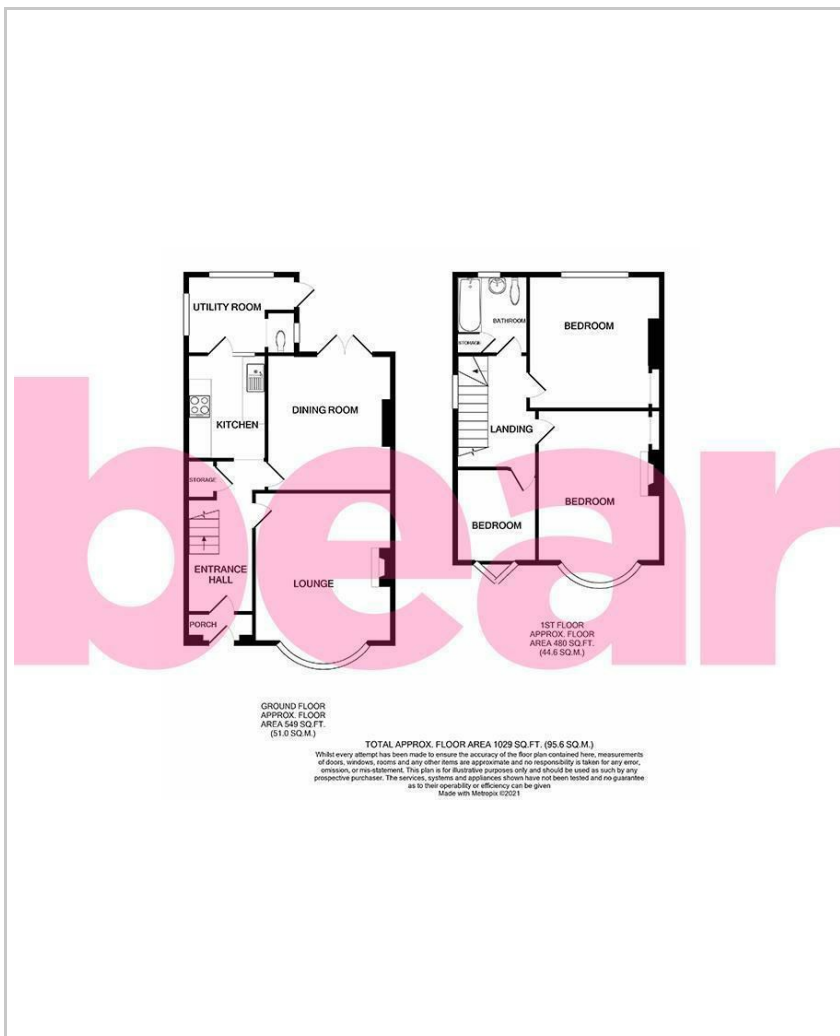 UTILITY ROOM
KITCHEN
DINING ROOM
STORAGE
ENTRANCE
HALL
LOUNGE
PORCH
GROUND FLOOR
APPROX. FLOOR
AREA 549 SQ.FT.
(51.0 SQ.M.)
BATHROOM
STORAGE
BEDROOM
LANDING
BEDROOM
BEDROOM
1ST FLOOR
APPROX. FLOOR
AREA 480 SQ.FT.
(44.6 SQ.M.)
bear
TOTAL APPROX. FLOOR AREA 1029 SQ.FT. (95.6 SQ.M.)
Whilst every attempt has been made to ensure the accuracy of the floor plan contained here, measurements
of doors, windows, rooms and any other items are approximate and no responsibility is taken for any error,
omission, or mis-statement. This plan is for illustrative purposes only and should be used as such by any
prospective purchaser. The services, systems and appliances shown have not been tested and no guarantee
as to their operability or efficiency can be given
Made with Metropix ©2021